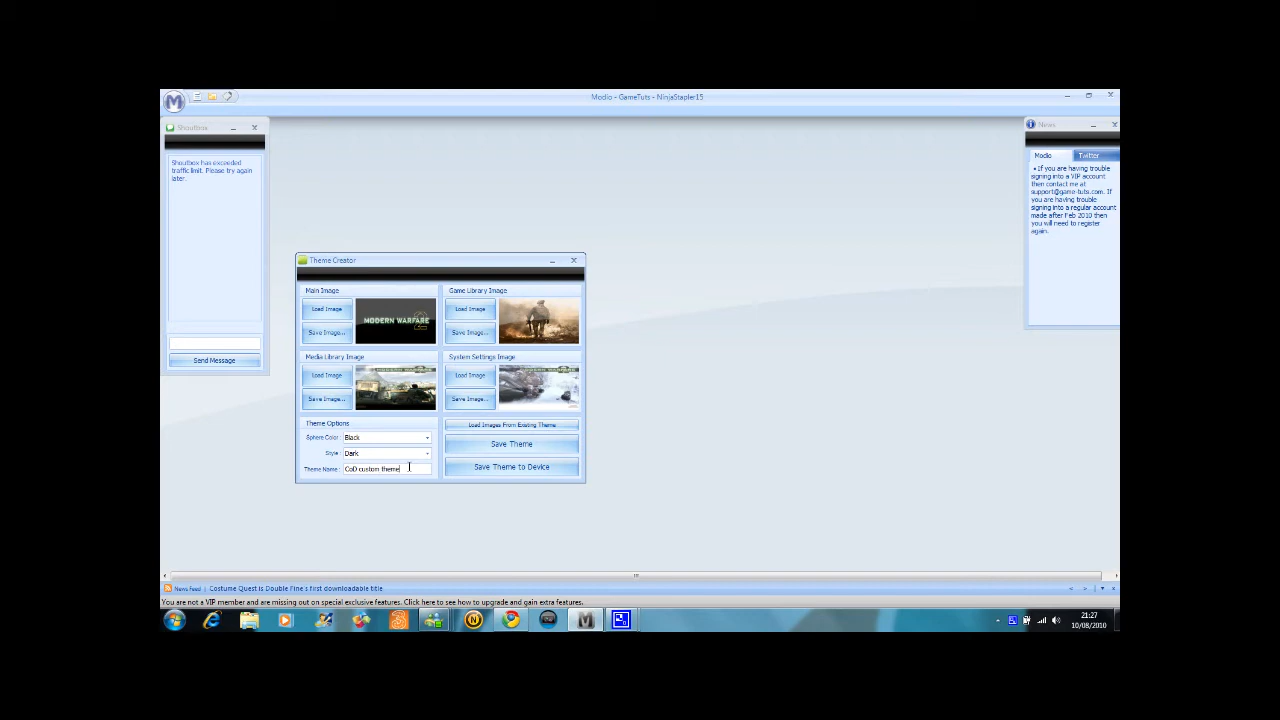 Modio - GameTuts - NinjaStapler15
Shoutbox
Shoutbox has exceeded
traffic limit. Please try again
later.
Send Message
News
Modio
Twitter
• If you are having trouble
signing into a VIP account
then contact me at
support@game-tuts.com. If
you are having trouble
signing into a regular account
made after Feb 2010 then
you will need to register
again.
Theme Creator
Main Image
Load Image
Save Image...
MODERN WARFARE 2
Game Library Image
Load Image
Save Image...
Media Library Image
Load Image
Save Image...
System Settings Image
Load Image
Save Image...
Theme Options
Sphere Color: Black
Style: Dark
Theme Name: CoD custom theme
Load Images From Existing Theme
Save Theme
Save Theme to Device
News Feed | Costume Quest is Double Fine's first downloadable title
You are not a VIP member and are missing out on special exclusive features. Click here to see how to upgrade and gain extra features.
21:27
10/08/2010